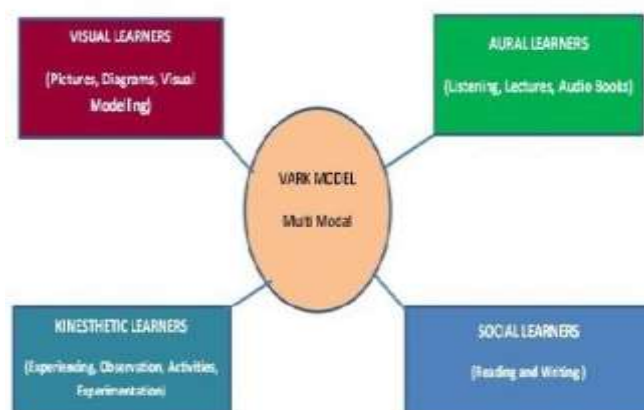 VISUAL LEARNERS
(Pictures, Diagrams, Visual
Modelling)
AURAL LEARNERS
(Listening, Lectures, Audio Books)
VARK MODEL
Multi Modal
KINESTHETIC LEARNERS
(Experiencing, Observation, Activities,
Experimentation)
SOCIAL LEARNERS
(Reading and Writing )